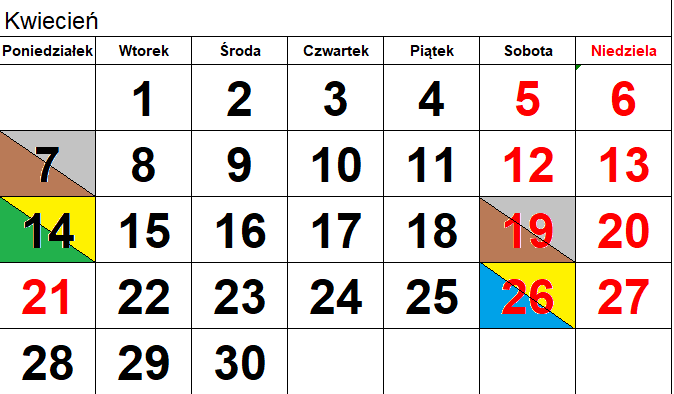 Kwiecień
Poniedziałek Wtorek Środa Czwartek Piątek Sobota Niedziela
1 2 3 4 5 6
7 8 9 10 11 12 13
14 15 16 17 18 19 20
21 22 23 24 25 26 27
28 29 30